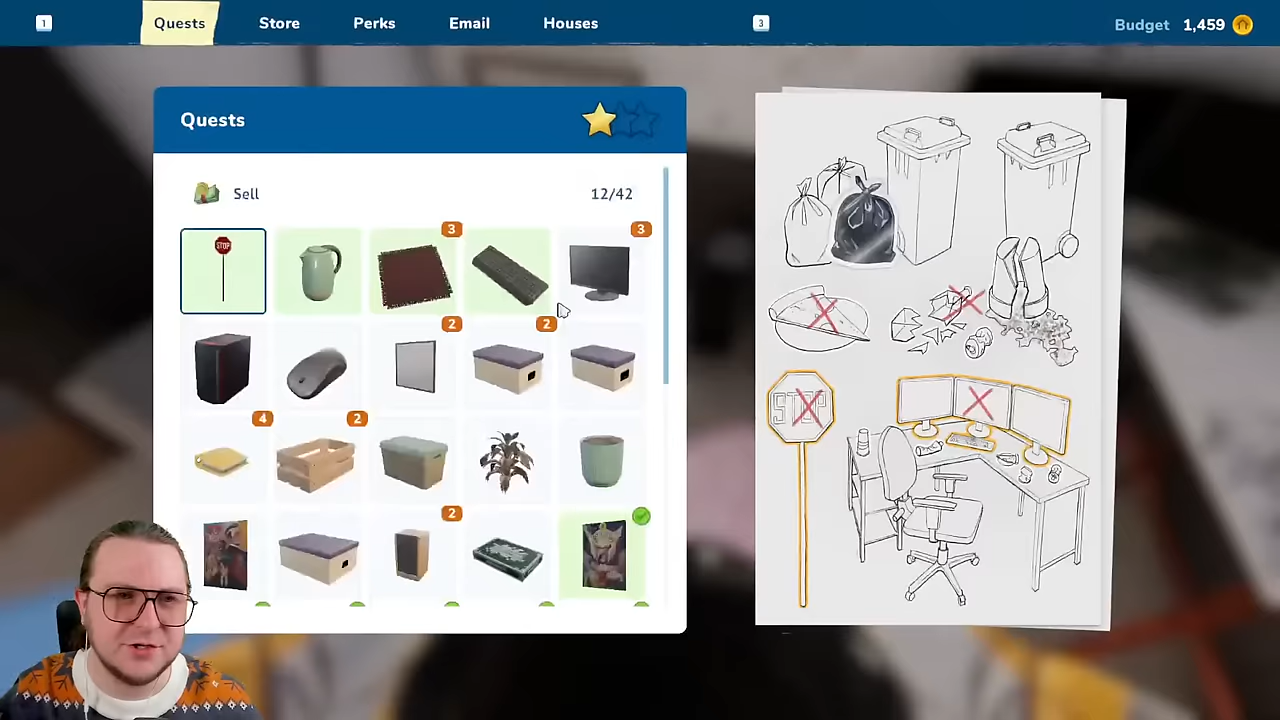 1 Quests Store Perks Email Houses 3 Budget 1,459
Quests
Sell 12/42
3 3
STOP
2 2
4 2
STOP
2